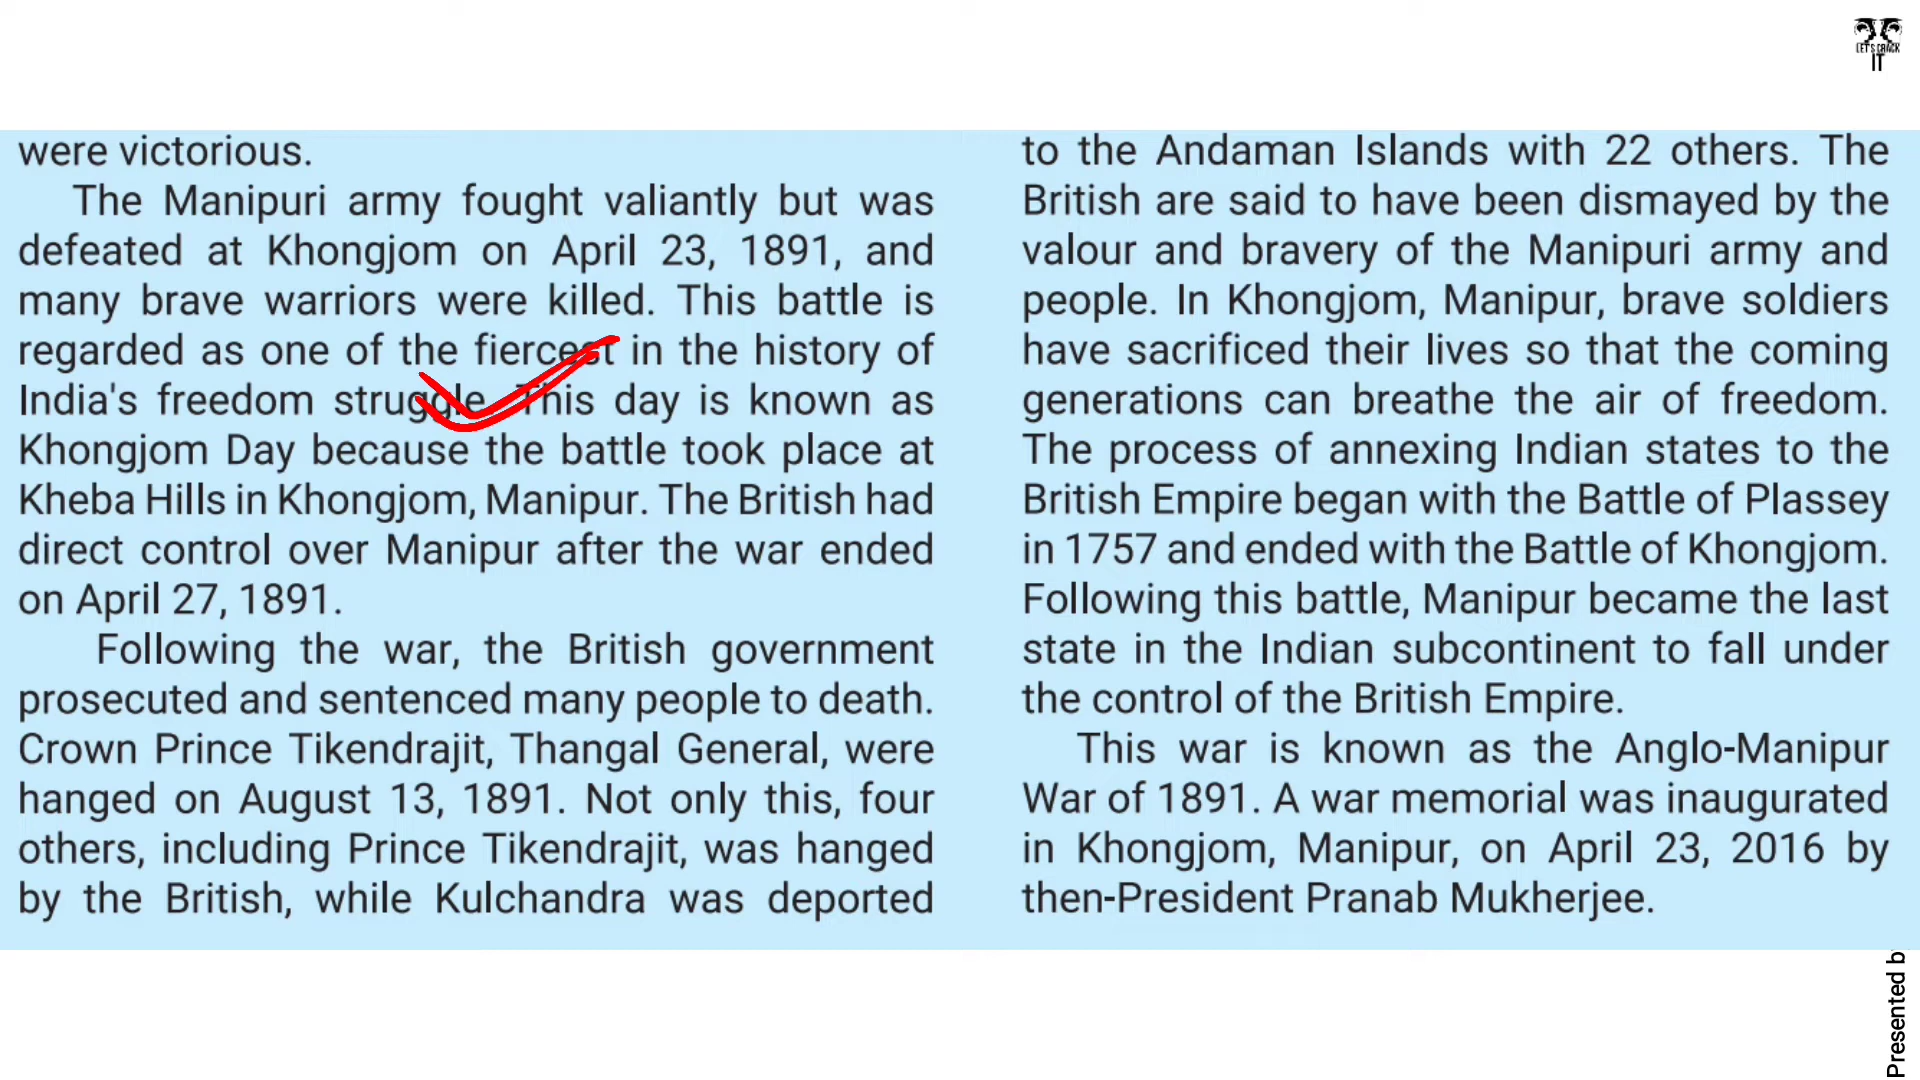 LET'S CRACK
IT
were victorious.
The Manipuri army fought valiantly but was
defeated at Khongjom on April 23, 1891, and
many brave warriors were killed. This battle is
regarded as one of the fiercest in the history of
India's freedom struggle. This day is known as
Khongjom Day because the battle took place at
Kheba Hills in Khongjom, Manipur. The British had
direct control over Manipur after the war ended
on April 27, 1891.
Following the war, the British government
prosecuted and sentenced many people to death.
Crown Prince Tikendrajit, Thangal General, were
hanged on August 13, 1891. Not only this, four
others, including Prince Tikendrajit, was hanged
by the British, while Kulchandra was deported
to the Andaman Islands with 22 others. The
British are said to have been dismayed by the
valour and bravery of the Manipuri army and
people. In Khongjom, Manipur, brave soldiers
have sacrificed their lives so that the coming
generations can breathe the air of freedom.
The process of annexing Indian states to the
British Empire began with the Battle of Plassey
in 1757 and ended with the Battle of Khongjom.
Following this battle, Manipur became the last
state in the Indian subcontinent to fall under
the control of the British Empire.
This war is known as the Anglo-Manipur
War of 1891. A war memorial was inaugurated
in Khongjom, Manipur, on April 23, 2016 by
then-President Pranab Mukherjee.
Presented b